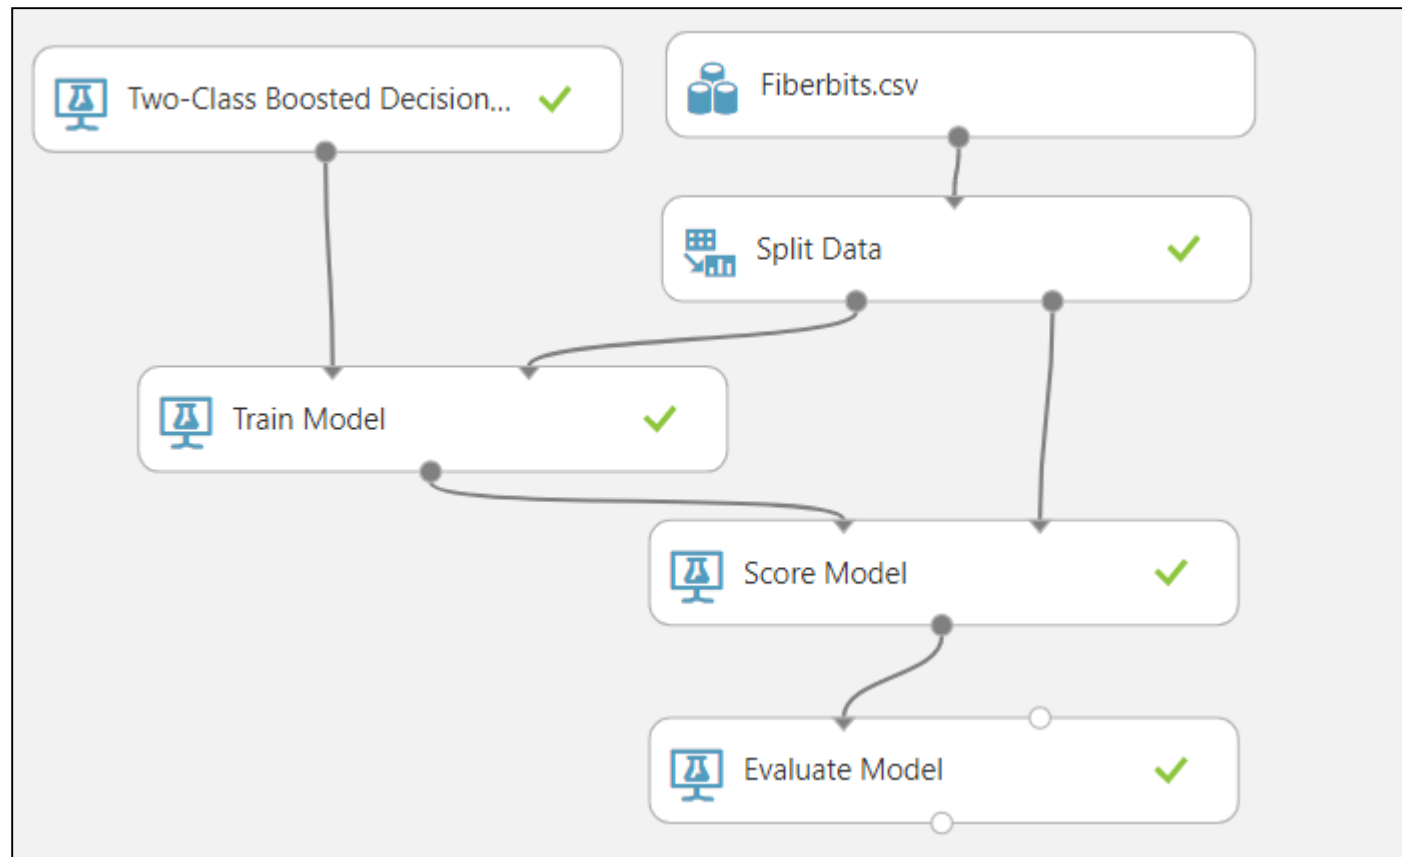 Two-Class Boosted Decision...
Fiberbits.csv
Split Data
Train Model
Score Model
Evaluate Model